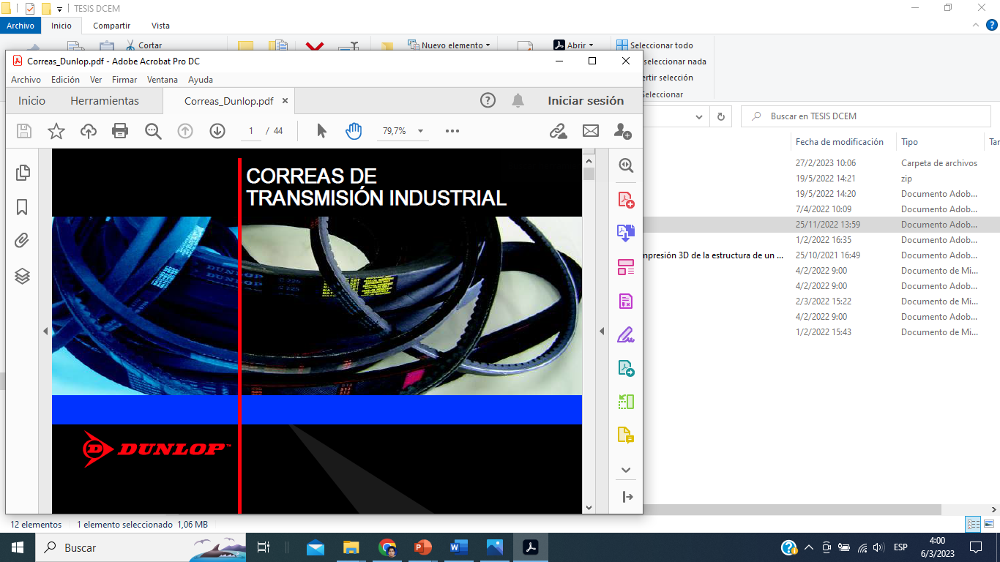 TESIS DCEM
Archivo Inicio Compartir Vista
Cortar Nuevo elemento Abrir Seleccionar todo
seleccionar nada
ertir selección
Seleccionar
Correas_Dunlop.pdf - Adobe Acrobat Pro DC
Archivo Edición Ver Firmar Ventana Ayuda
Inicio Herramientas Correas_Dunlop.pdf Iniciar sesión
1 / 44 79,7%
Buscar en TESIS DCEM
CORREAS DE
TRANSMISIÓN INDUSTRIAL
DUNLOP C 225
DUNLOP C 225
D DUNLOP™
Fecha de modificación Tipo Tar
27/2/2023 10:06 Carpeta de archivos
19/5/2022 14:21 zip
19/5/2022 14:20 Documento Adob...
7/4/2022 10:09 Documento Adob...
25/11/2022 13:59 Documento Adob...
1/2/2022 16:35 Documento Adob...
mpresión 3D de la estructura de un ... 25/10/2021 16:49 Documento Adob...
4/2/2022 9:00 Documento de Mi...
4/2/2022 9:00 Documento Adob...
2/3/2022 15:22 Documento de Mi...
4/2/2022 9:00 Documento Adob...
1/2/2022 15:43 Documento de Mi...
12 elementos 1 elemento seleccionado 1,06 MB
Buscar
ESP
4:00
6/3/2023